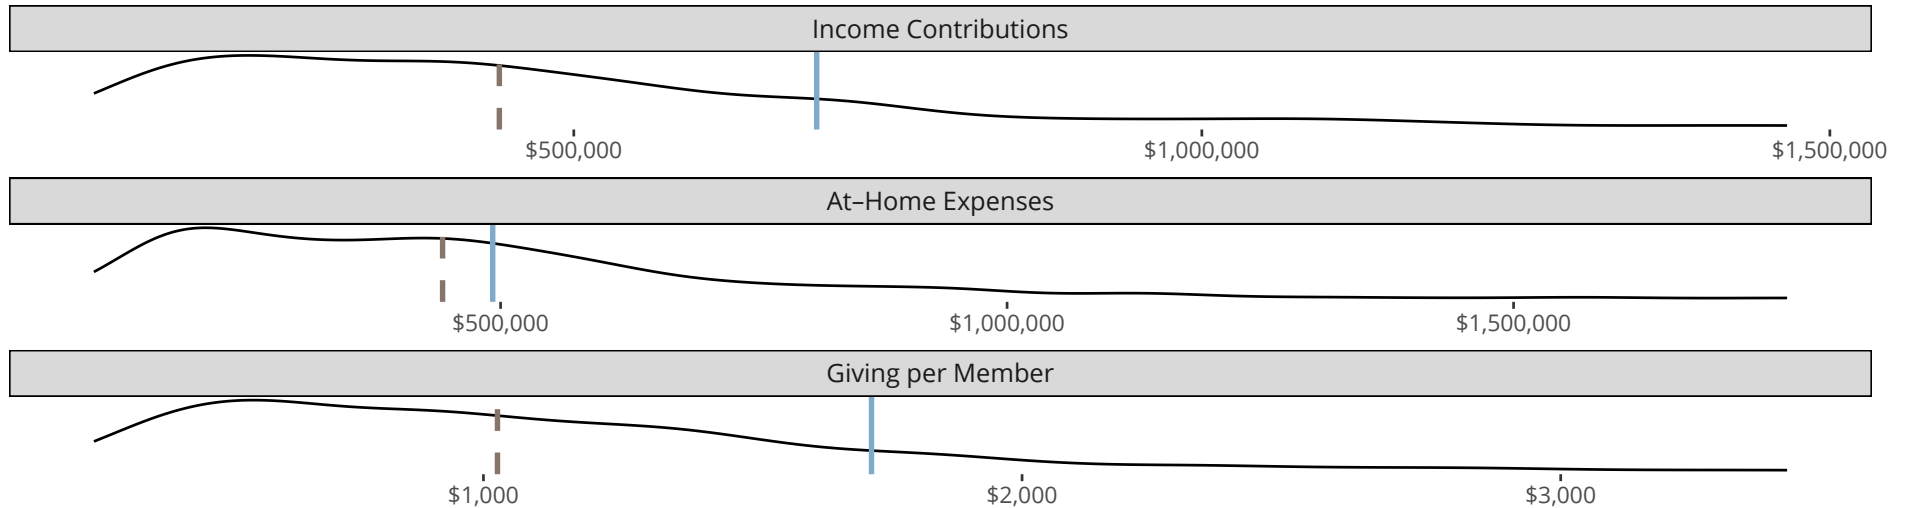 Income Contributions
$500,000 $1,000,000 $1,500,000
At–Home Expenses
$500,000 $1,000,000 $1,500,000
Giving per Member
$1,000 $2,000 $3,000